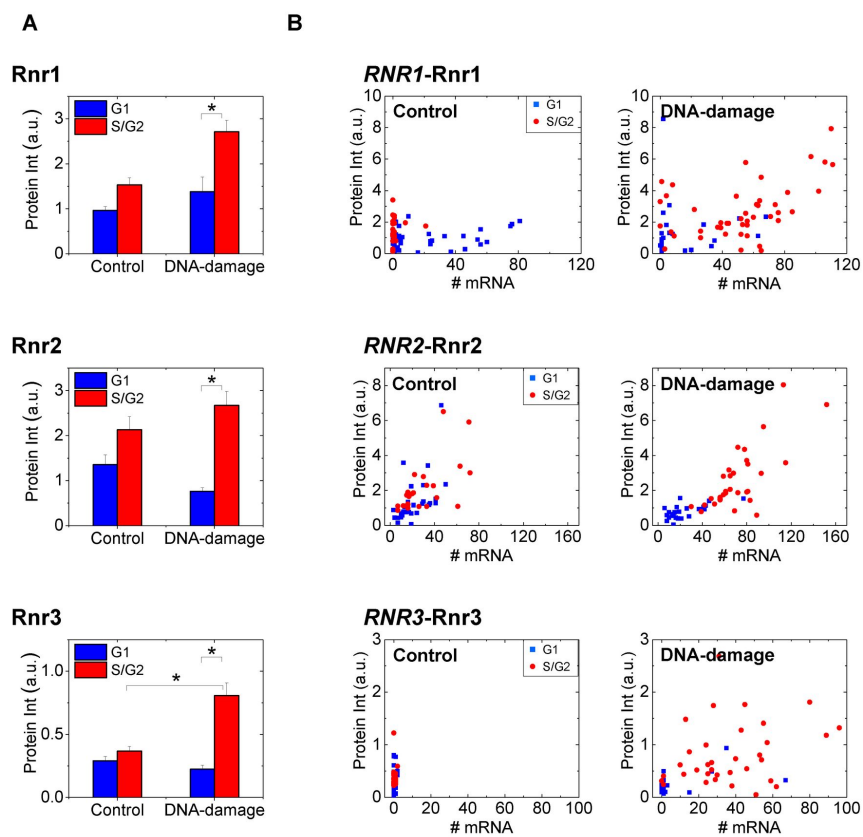 A
B
Rnr1
Protein Int (a.u.)
3
2
1
0
G1
S/G2
*
Control
DNA-damage
RNR1-Rnr1
Protein Int (a.u.)
10
8
6
4
2
0
Control
G1
S/G2
0
40
80
120
# mRNA
Protein Int (a.u.)
10
8
6
4
2
0
DNA-damage
0
40
80
120
# mRNA
Rnr2
Protein Int (a.u.)
3
2
1
0
G1
S/G2
*
Control
DNA-damage
RNR2-Rnr2
Protein Int (a.u.)
8
6
4
2
0
Control
G1
S/G2
0
40
80
120
160
# mRNA
Protein Int (a.u.)
8
6
4
2
0
DNA-damage
0
40
80
120
160
# mRNA
Rnr3
Protein Int (a.u.)
1.0
0.5
0.0
G1
S/G2
*
*
Control
DNA-damage
RNR3-Rnr3
Protein Int (a.u.)
3
2
1
0
Control
G1
S/G2
0
20
40
60
80
100
# mRNA
Protein Int (a.u.)
3
2
1
0
DNA-damage
0
20
40
60
80
100
# mRNA